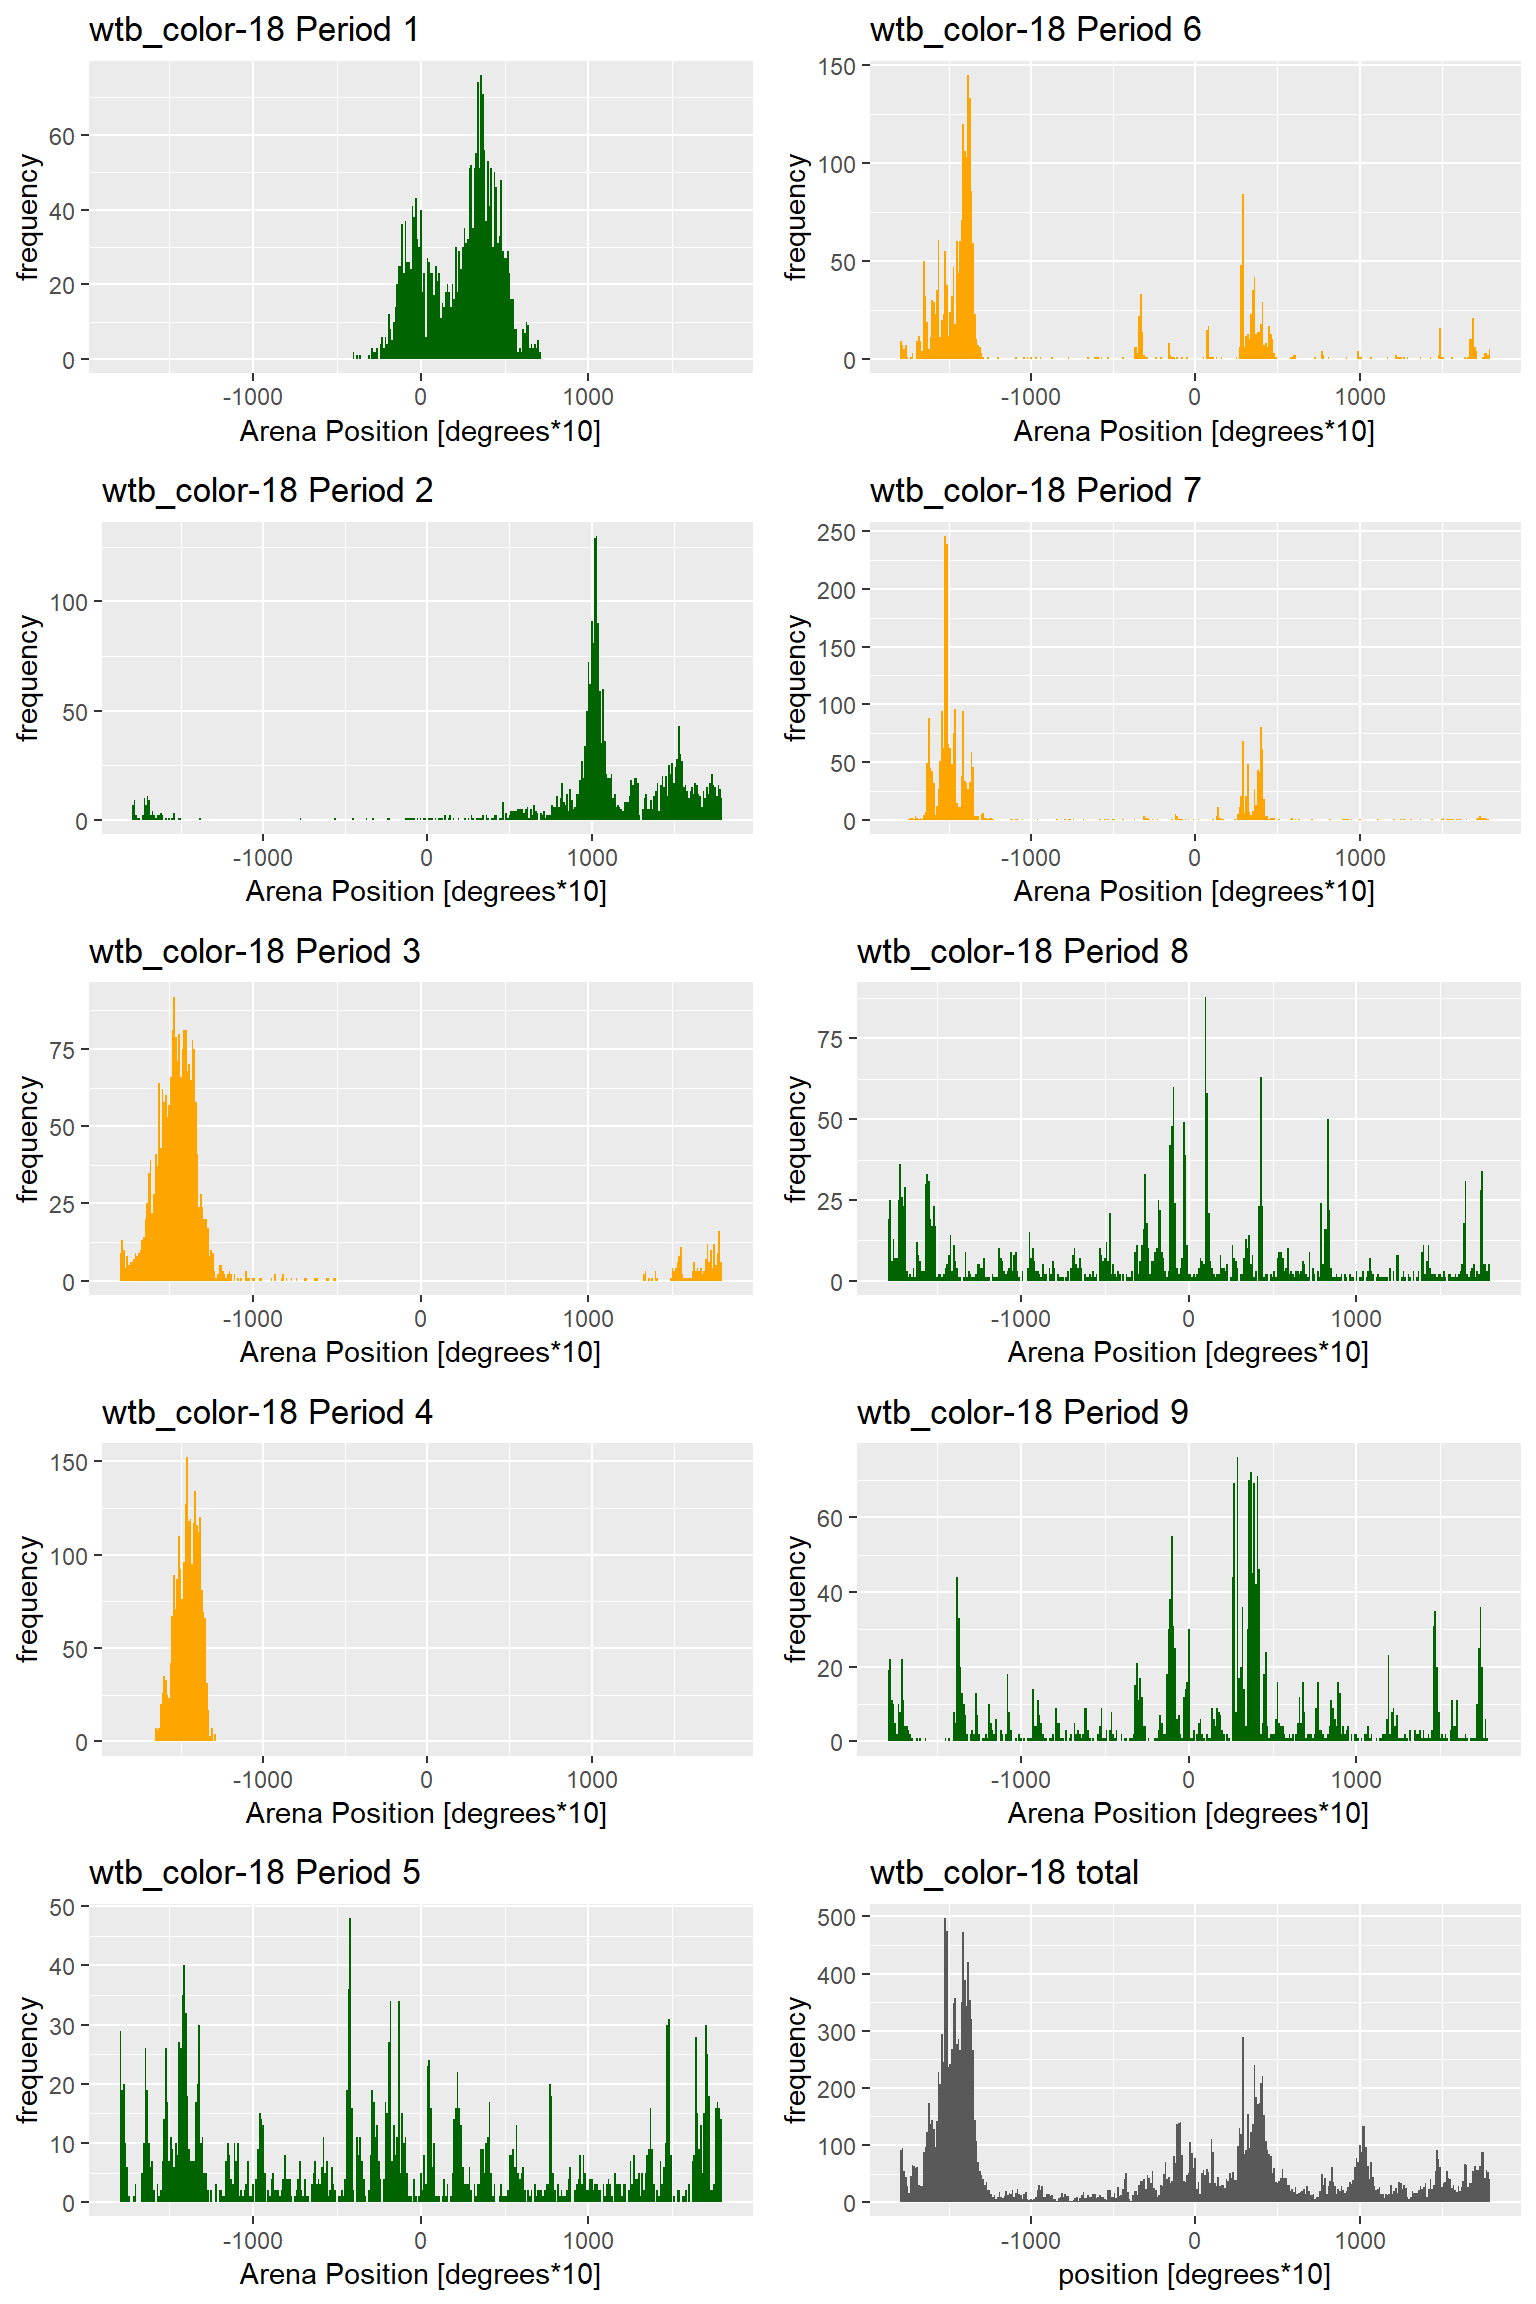 wtb_color-18 Period 1
frequency
60
40
20
0
-1000 0 1000
Arena Position [degrees*10]
wtb_color-18 Period 6
frequency
150
100
50
0
-1000 0 1000
Arena Position [degrees*10]
wtb_color-18 Period 2
frequency
100
50
0
-1000 0 1000
Arena Position [degrees*10]
wtb_color-18 Period 7
frequency
250
200
150
100
50
0
-1000 0 1000
Arena Position [degrees*10]
wtb_color-18 Period 3
frequency
75
50
25
0
-1000 0 1000
Arena Position [degrees*10]
wtb_color-18 Period 8
frequency
75
50
25
0
-1000 0 1000
Arena Position [degrees*10]
wtb_color-18 Period 4
frequency
150
100
50
0
-1000 0 1000
Arena Position [degrees*10]
wtb_color-18 Period 9
frequency
60
40
20
0
-1000 0 1000
Arena Position [degrees*10]
wtb_color-18 Period 5
frequency
50
40
30
20
10
0
-1000 0 1000
Arena Position [degrees*10]
wtb_color-18 total
frequency
500
400
300
200
100
0
-1000 0 1000
position [degrees*10]